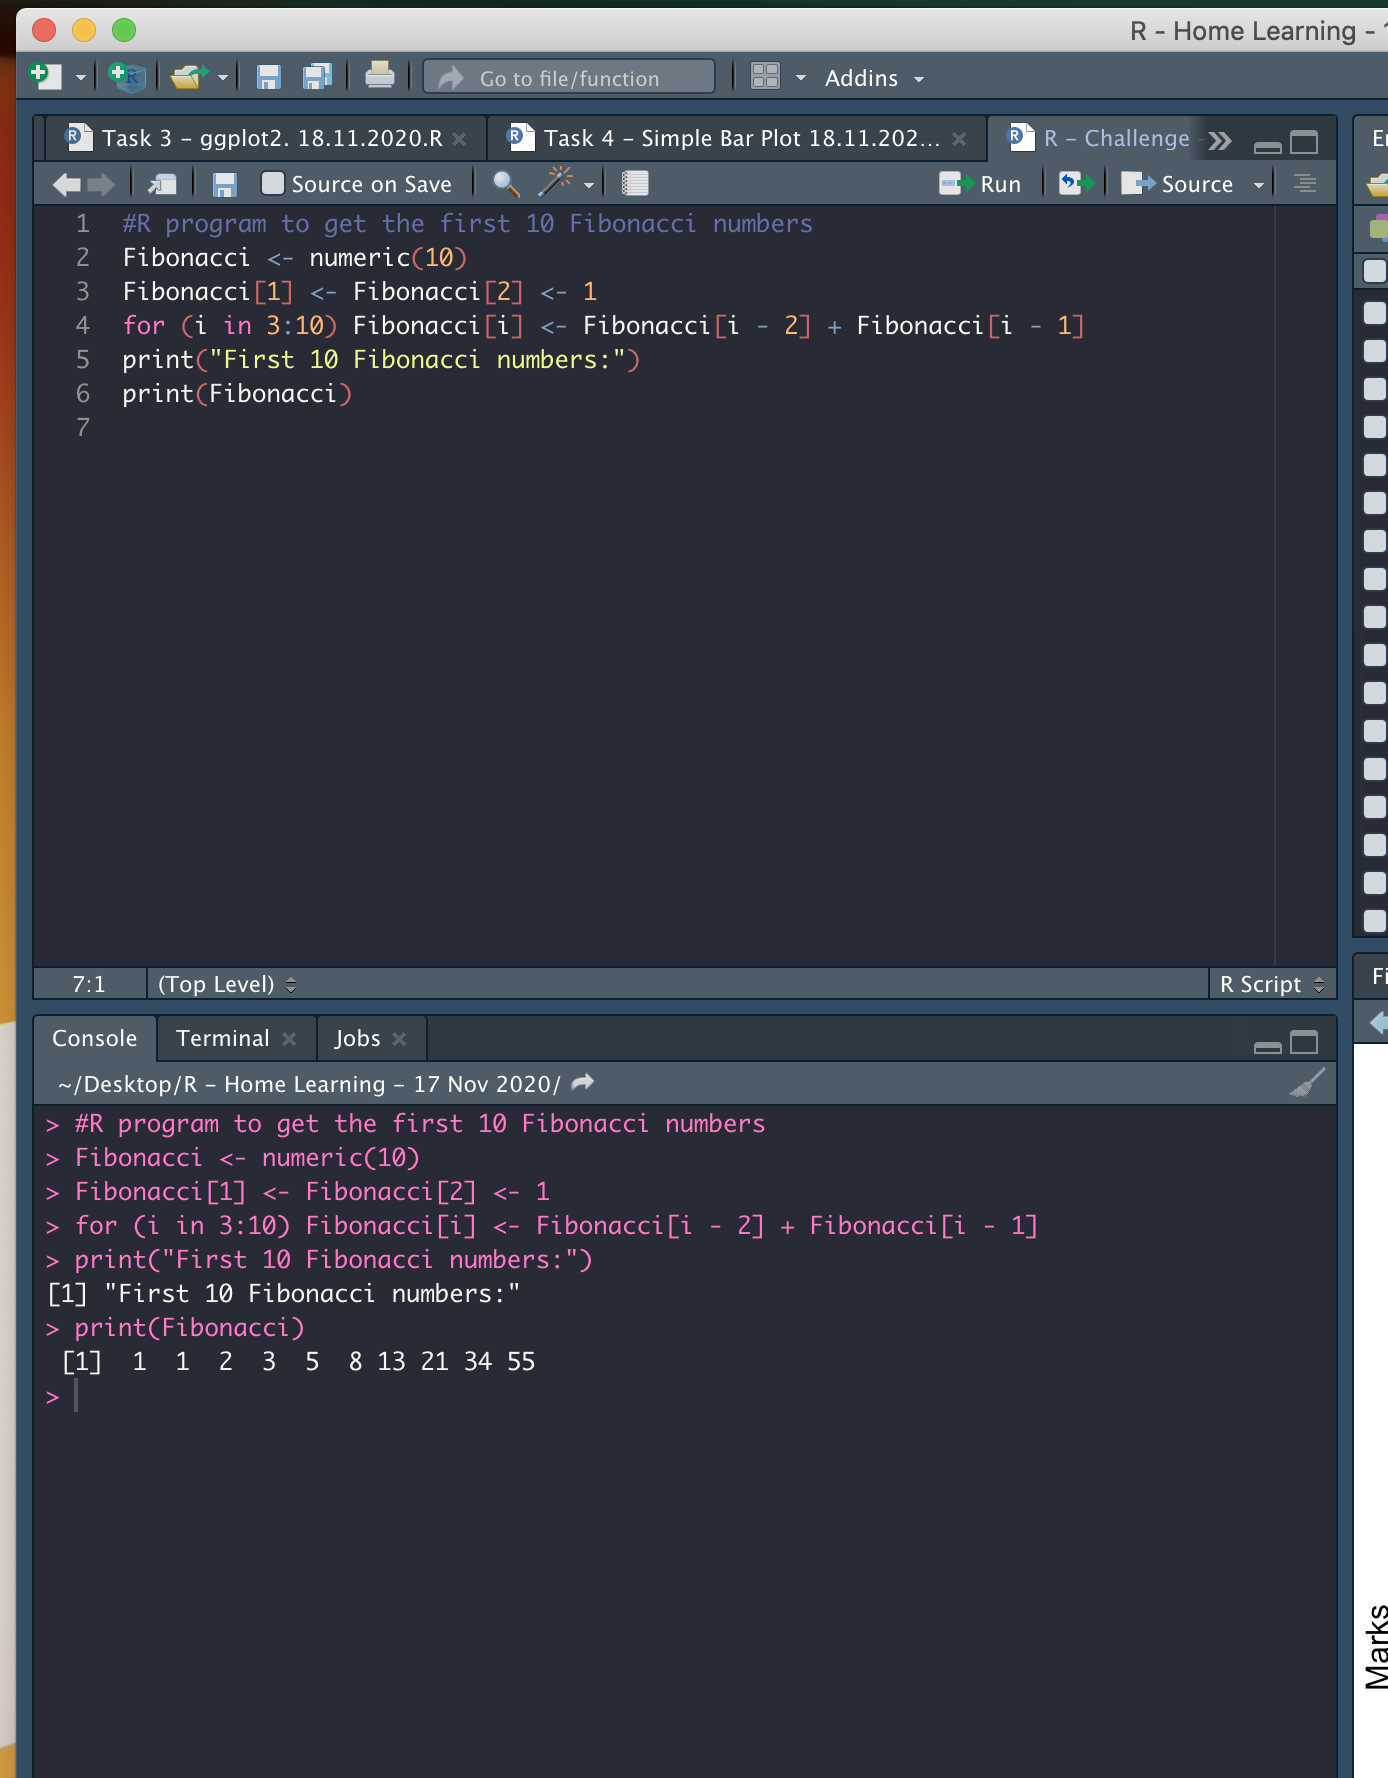 R - Home Learning -
Go to file/function
Addins
Task 3 - ggplot2. 18.11.2020.R
Task 4 - Simple Bar Plot 18.11.202...
R - Challenge
Source on Save
Run
Source
1 #R program to get the first 10 Fibonacci numbers
2 Fibonacci <- numeric(10)
3 Fibonacci[1] <- Fibonacci[2] <- 1
4 for (i in 3:10) Fibonacci[i] <- Fibonacci[i - 2] + Fibonacci[i - 1]
5 print("First 10 Fibonacci numbers:")
6 print(Fibonacci)
7
7:1
(Top Level)
R Script
Console
Terminal
Jobs
~/Desktop/R - Home Learning - 17 Nov 2020/
> #R program to get the first 10 Fibonacci numbers
> Fibonacci <- numeric(10)
> Fibonacci[1] <- Fibonacci[2] <- 1
> for (i in 3:10) Fibonacci[i] <- Fibonacci[i - 2] + Fibonacci[i - 1]
> print("First 10 Fibonacci numbers:")
[1] "First 10 Fibonacci numbers:"
> print(Fibonacci)
[1] 1 1 2 3 5 8 13 21 34 55
>
Marks